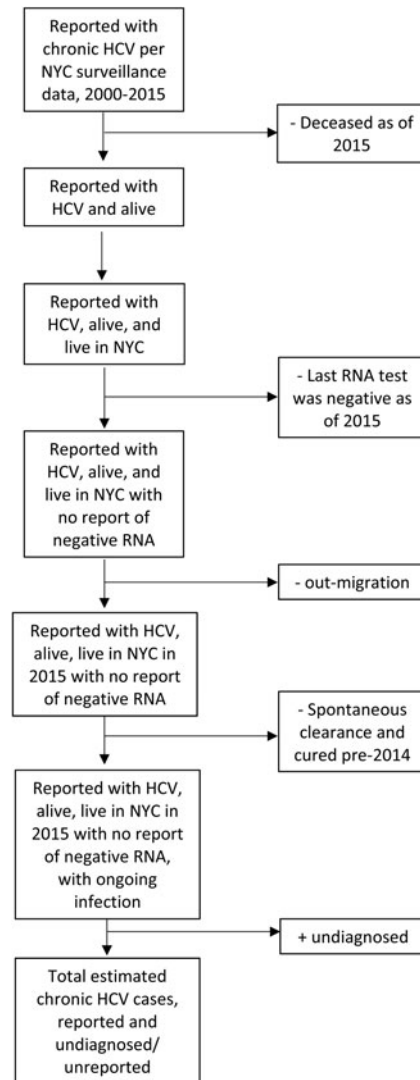 Reported with
chronic HCV per
NYC surveillance
data, 2000-2015
- Deceased as of
2015
Reported with
HCV and alive
Reported with
HCV, alive, and
live in NYC
- Last RNA test
was negative as
of 2015
Reported with
HCV, alive, and
live in NYC with
no report of
negative RNA
- out-migration
Reported with HCV,
alive, live in NYC in
2015 with no report
of negative RNA
- Spontaneous
clearance and
cured pre-2014
Reported with HCV,
alive, live in NYC in
2015 with no report
of negative RNA,
with ongoing
infection
+ undiagnosed
Total estimated
chronic HCV cases,
reported and
undiagnosed/
unreported